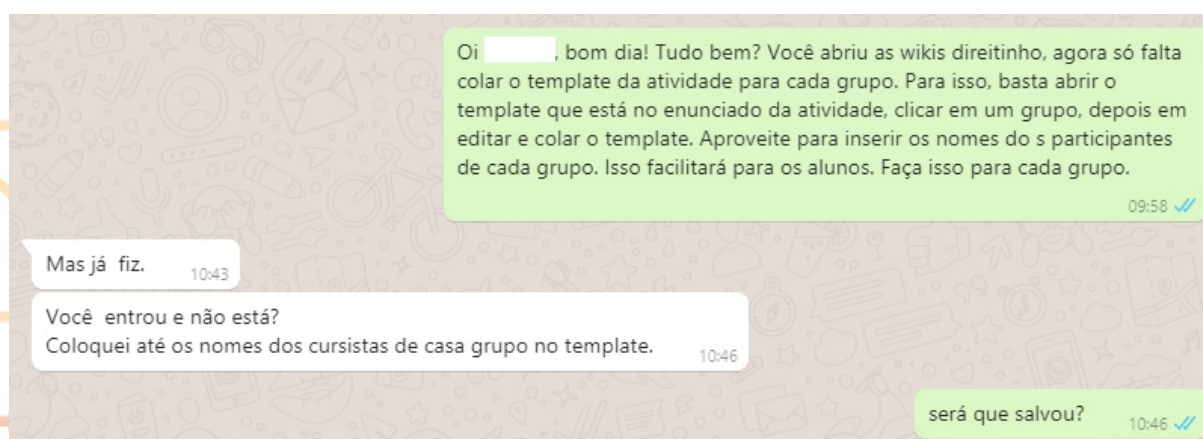 Oi , bom dia! Tudo bem? Você abriu as wikis direitinho, agora só falta
colar o template da atividade para cada grupo. Para isso, basta abrir o
template que está no enunciado da atividade, clicar em um grupo, depois em
editar e colar o template. Aproveite para inserir os nomes do s participantes
de cada grupo. Isso facilitará para os alunos. Faça isso para cada grupo.
09:58
Mas já fiz. 10:43
Você entrou e não está?
Coloquei até os nomes dos cursistas de casa grupo no template. 10:46
será que salvou? 10:46